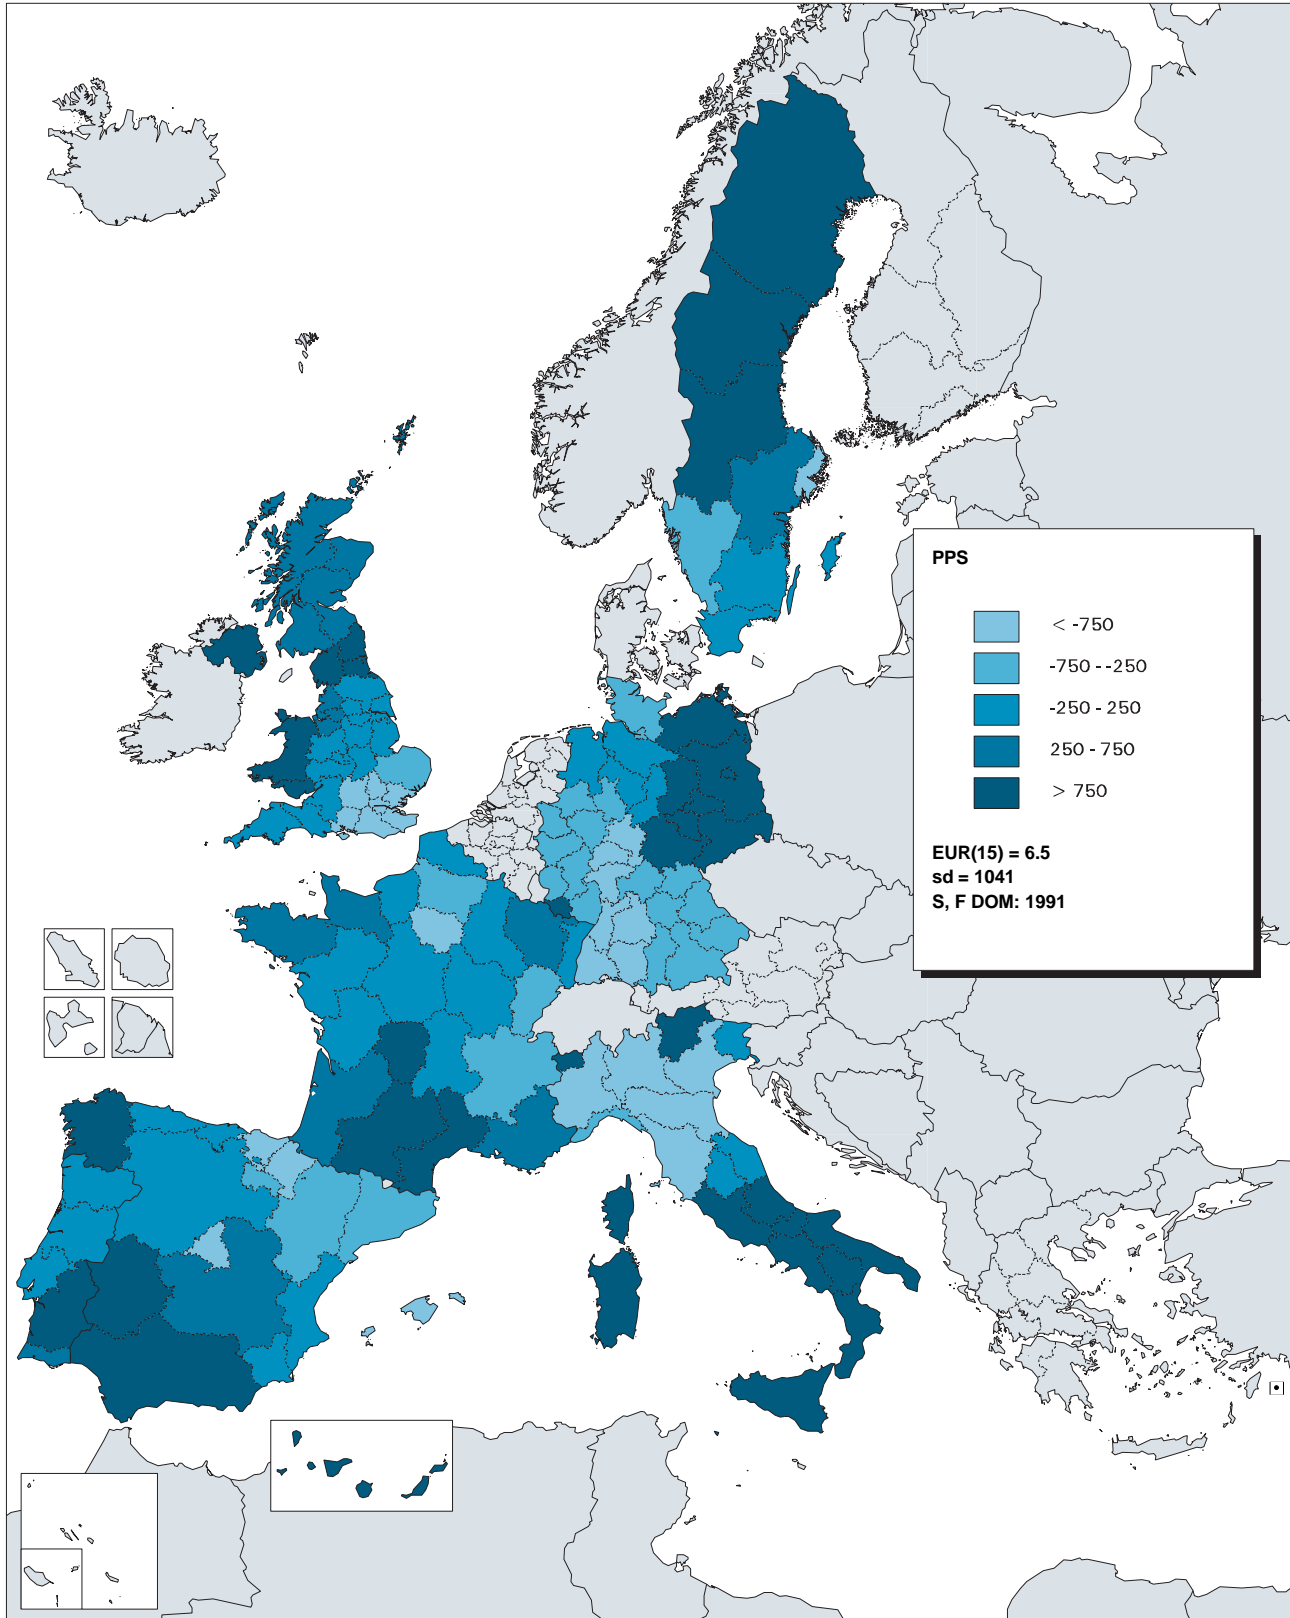 PPS
< -750
-750 - -250
-250 - 250
250 - 750
> 750
EUR(15) = 6.5
sd = 1041
S, F DOM: 1991